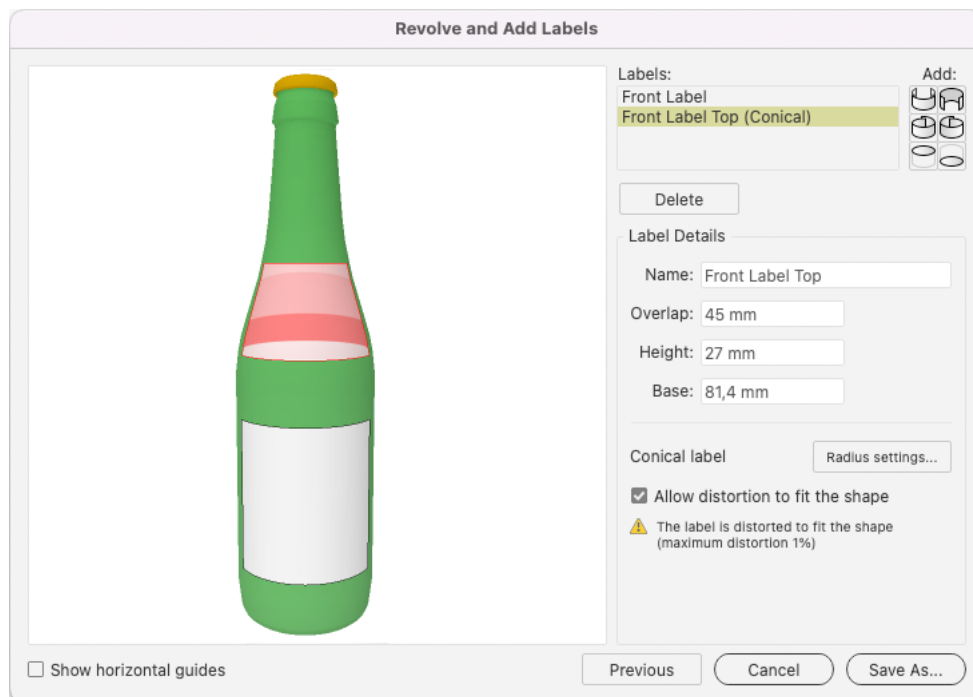 Revolve and Add Labels
Labels:
Add:
Front Label
Front Label Top (Conical)
Delete
Label Details
Name: Front Label Top
Overlap: 45 mm
Height: 27 mm
Base: 81,4 mm
Conical label
Radius settings...
Allow distortion to fit the shape
The label is distorted to fit the shape
(maximum distortion 1%)
Show horizontal guides
Previous
Cancel
Save As...